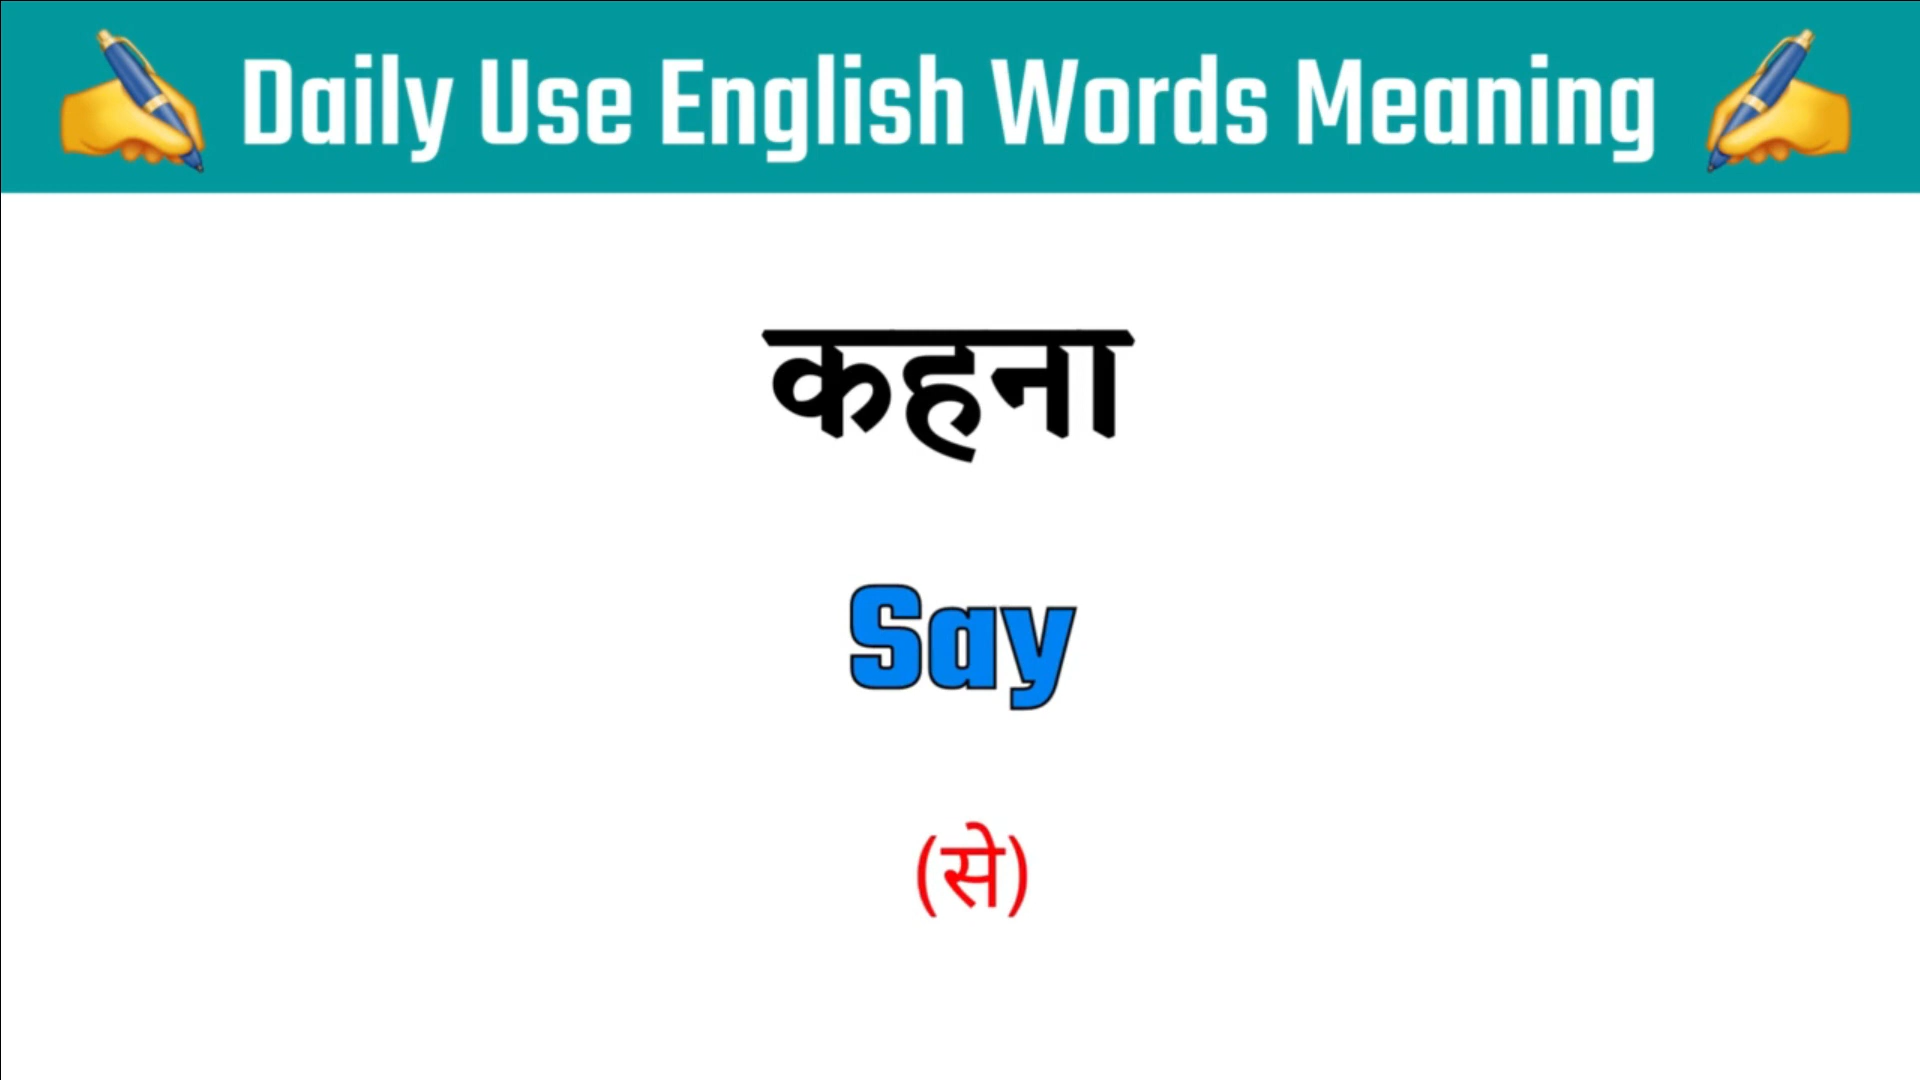 Daily Use English Words Meaning
कहना
Say
(से)